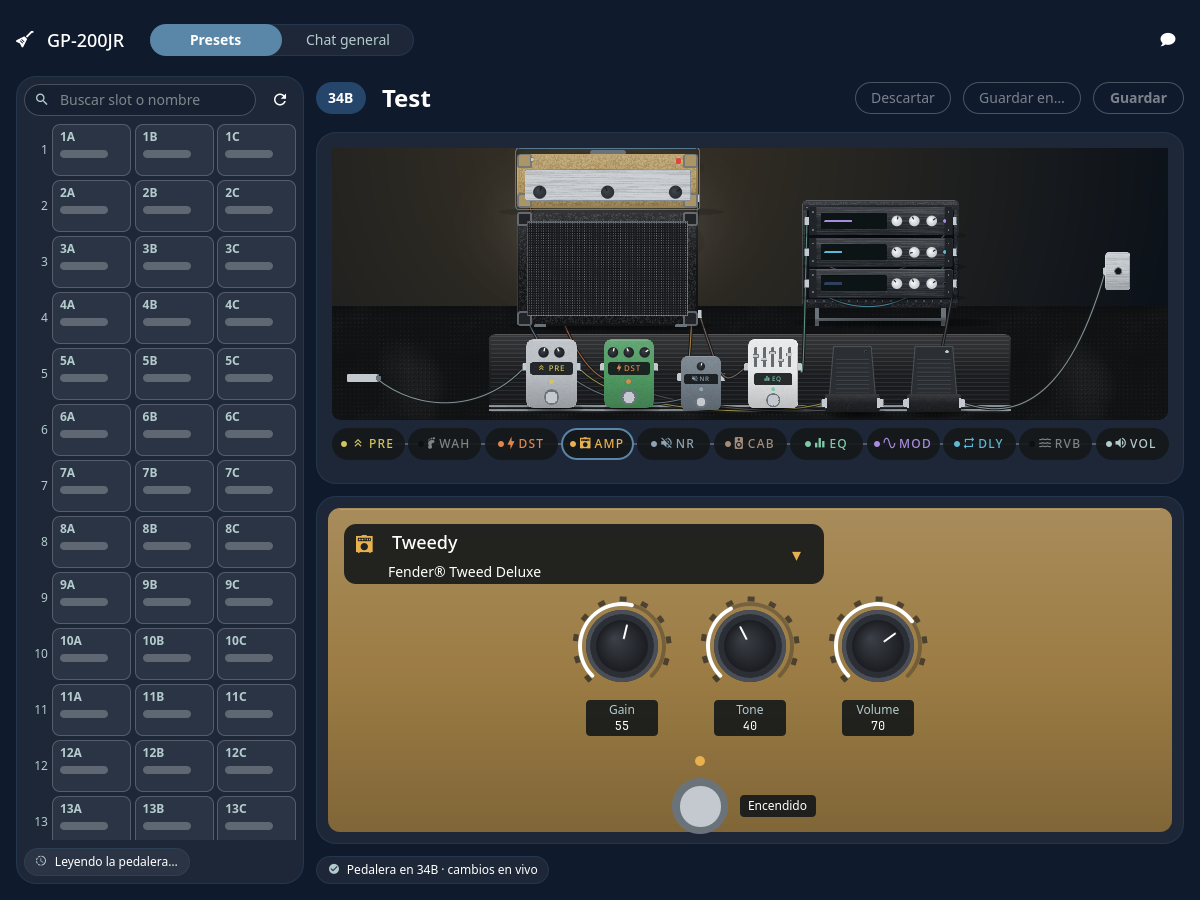 GP-200JR
Presets
Chat general
Buscar slot o nombre
34B
Test
Descartar
Guardar en...
Guardar
1 1A 1B 1C
2 2A 2B 2C
3 3A 3B 3C
4 4A 4B 4C
5 5A 5B 5C
6 6A 6B 6C
7 7A 7B 7C
8 8A 8B 8C
9 9A 9B 9C
10 10A 10B 10C
11 11A 11B 11C
12 12A 12B 12C
13 13A 13B 13C
Leyendo la pedalera...
PRE
DST
NR
EQ
PRE WAH DST AMP NR CAB EQ MOD DLY RVB VOL
Tweedy
Fender® Tweed Deluxe
Gain
55
Tone
40
Volume
70
Encendido
Pedalera en 34B · cambios en vivo